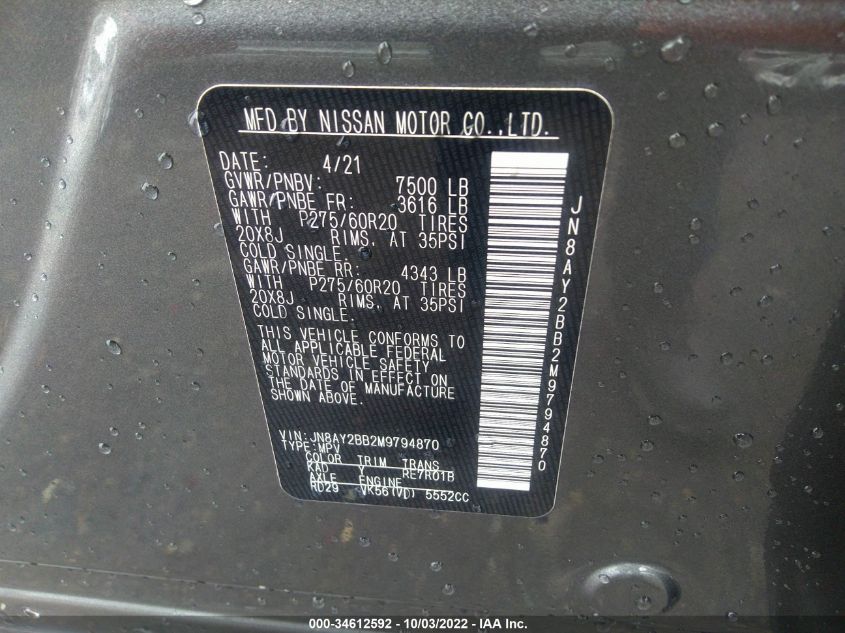 MFD BY NISSAN MOTOR CO.,LTD.
DATE: 4/21
GVWR/PNBV: 7500 LB
GAWR/PNBE FR: 3616 LB
WITH P275/60R20 TIRES
20X8J RIMS, AT 35PSI
COLD SINGLE.
GAWR/PNBE RR: 4343 LB
WITH P275/60R20 TIRES
20X8J RIMS, AT 35PSI
COLD SINGLE.
THIS VEHICLE CONFORMS TO
ALL APPLICABLE FEDERAL
MOTOR VEHICLE SAFETY
STANDARDS IN EFFECT ON
THE DATE OF MANUFACTURE
SHOWN ABOVE.
VIN:JN8AY2BB2M9794870
TYPE:MPV
COLOR TRIM TRANS
KAD Y RE7R01B
AXLE ENGINE
RD29 VK56(VD) 5552CC
JN8AY2BB2M9794870
000-34612592 - 10/03/2022 - IAAI.com